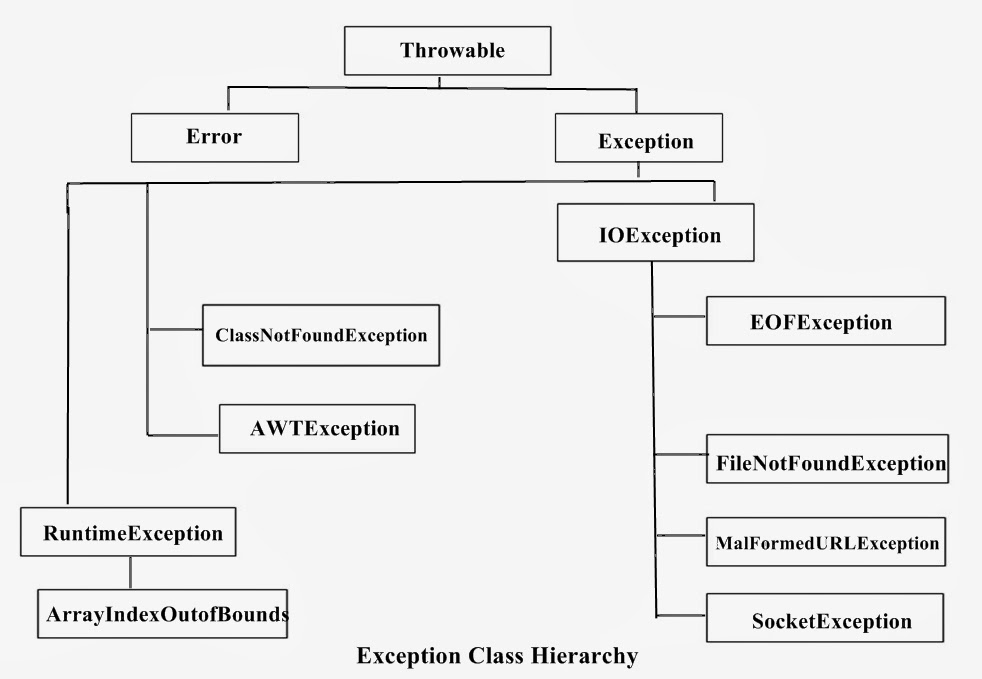 Throwable
Error
Exception
IOException
ClassNotFoundException
EOFException
AWTException
FileNotFoundException
RuntimeException
MalFormedURLException
ArrayIndexOutofBounds
SocketException
Exception Class Hierarchy